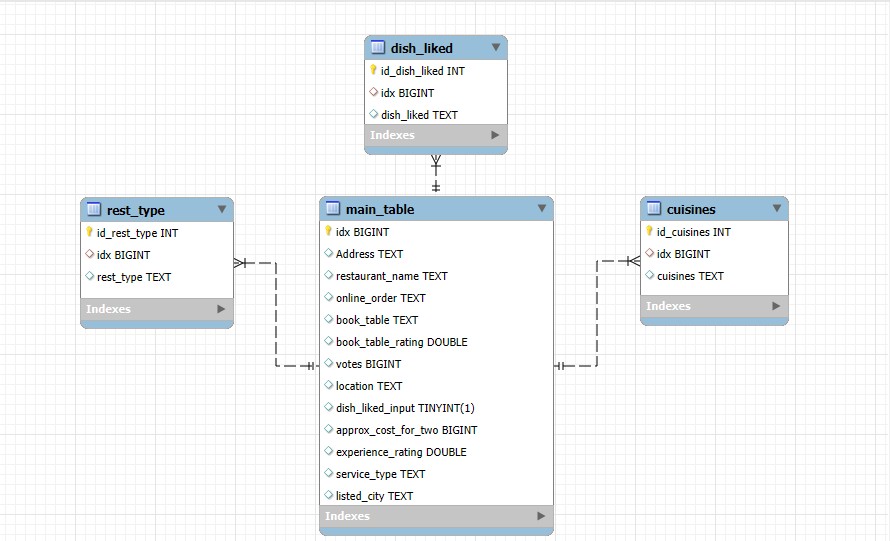 dish_liked
id_dish_liked INT
idx BIGINT
dish_liked TEXT
Indexes
rest_type
id_rest_type INT
idx BIGINT
rest_type TEXT
Indexes
main_table
idx BIGINT
Address TEXT
restaurant_name TEXT
online_order TEXT
book_table TEXT
book_table_rating DOUBLE
votes BIGINT
location TEXT
dish_liked_input TINYINT(1)
approx_cost_for_two BIGINT
experience_rating DOUBLE
service_type TEXT
listed_city TEXT
Indexes
cuisines
id_cuisines INT
idx BIGINT
cuisines TEXT
Indexes